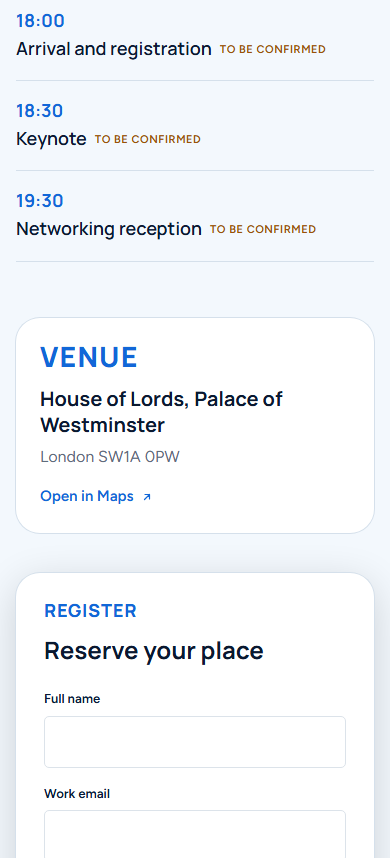 18:00
Arrival and registration TO BE CONFIRMED
18:30
Keynote TO BE CONFIRMED
19:30
Networking reception TO BE CONFIRMED
VENUE
House of Lords, Palace of
Westminster
London SW1A 0PW
Open in Maps ↗
REGISTER
Reserve your place
Full name
Work email